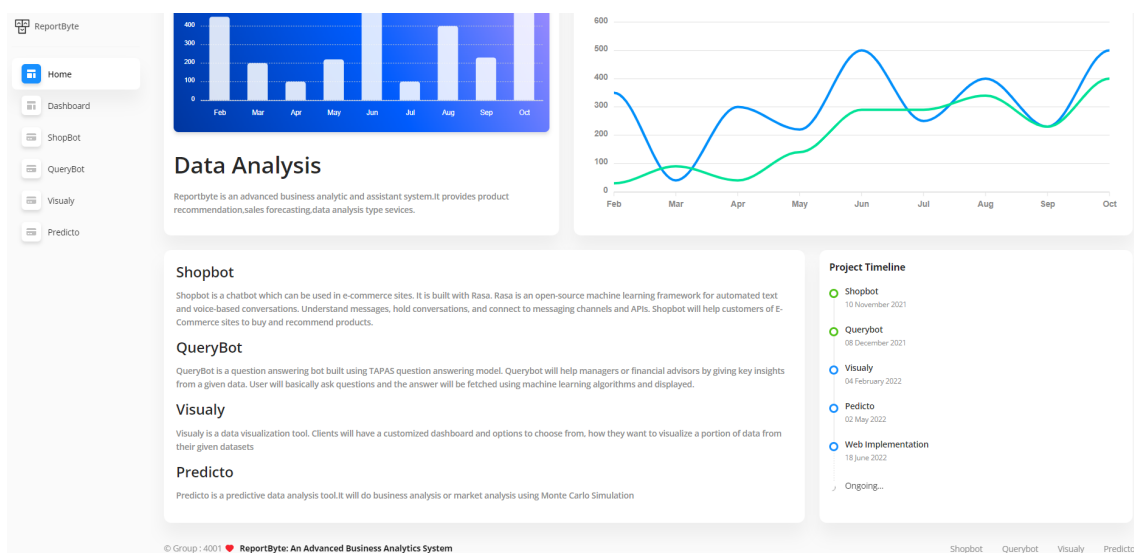 ReportByte
Home
Dashboard
ShopBot
QueryBot
Visualy
Predicto
400
300
200
100
0
Feb Mar Apr May Jun Jul Aug Sep Oct
Data Analysis
Reportbyte is an advanced business analytic and assistant system.It provides product
recommendation,sales forecasting,data analysis type sevices.
600
500
400
300
200
100
0
Feb Mar Apr May Jun Jul Aug Sep Oct
Shopbot
Shopbot is a chatbot which can be used in e-commerce sites. It is built with Rasa. Rasa is an open-source machine learning framework for automated text
and voice-based conversations. Understand messages, hold conversations, and connect to messaging channels and APIs. Shopbot will help customers of E-
Commerce sites to buy and recommend products.
QueryBot
QueryBot is a question answering bot built using TAPAS question answering model. Querybot will help managers or financial advisors by giving key insights
from a given data. User will basically ask questions and the answer will be fetched using machine learning algorithms and displayed.
Visualy
Visualy is a data visualization tool. Clients will have a customized dashboard and options to choose from, how they want to visualize a portion of data from
their given datasets
Predicto
Predicto is a predictive data analysis tool.It will do business analysis or market analysis using Monte Carlo Simulation
Project Timeline
Shopbot
10 November 2021
Querybot
08 December 2021
Visualy
04 February 2022
Pedicto
02 May 2022
Web Implementation
18 June 2022
Ongoing...
© Group : 4001 ❤ ReportByte: An Advanced Business Analytics System
Shopbot Querybot Visualy Predicto